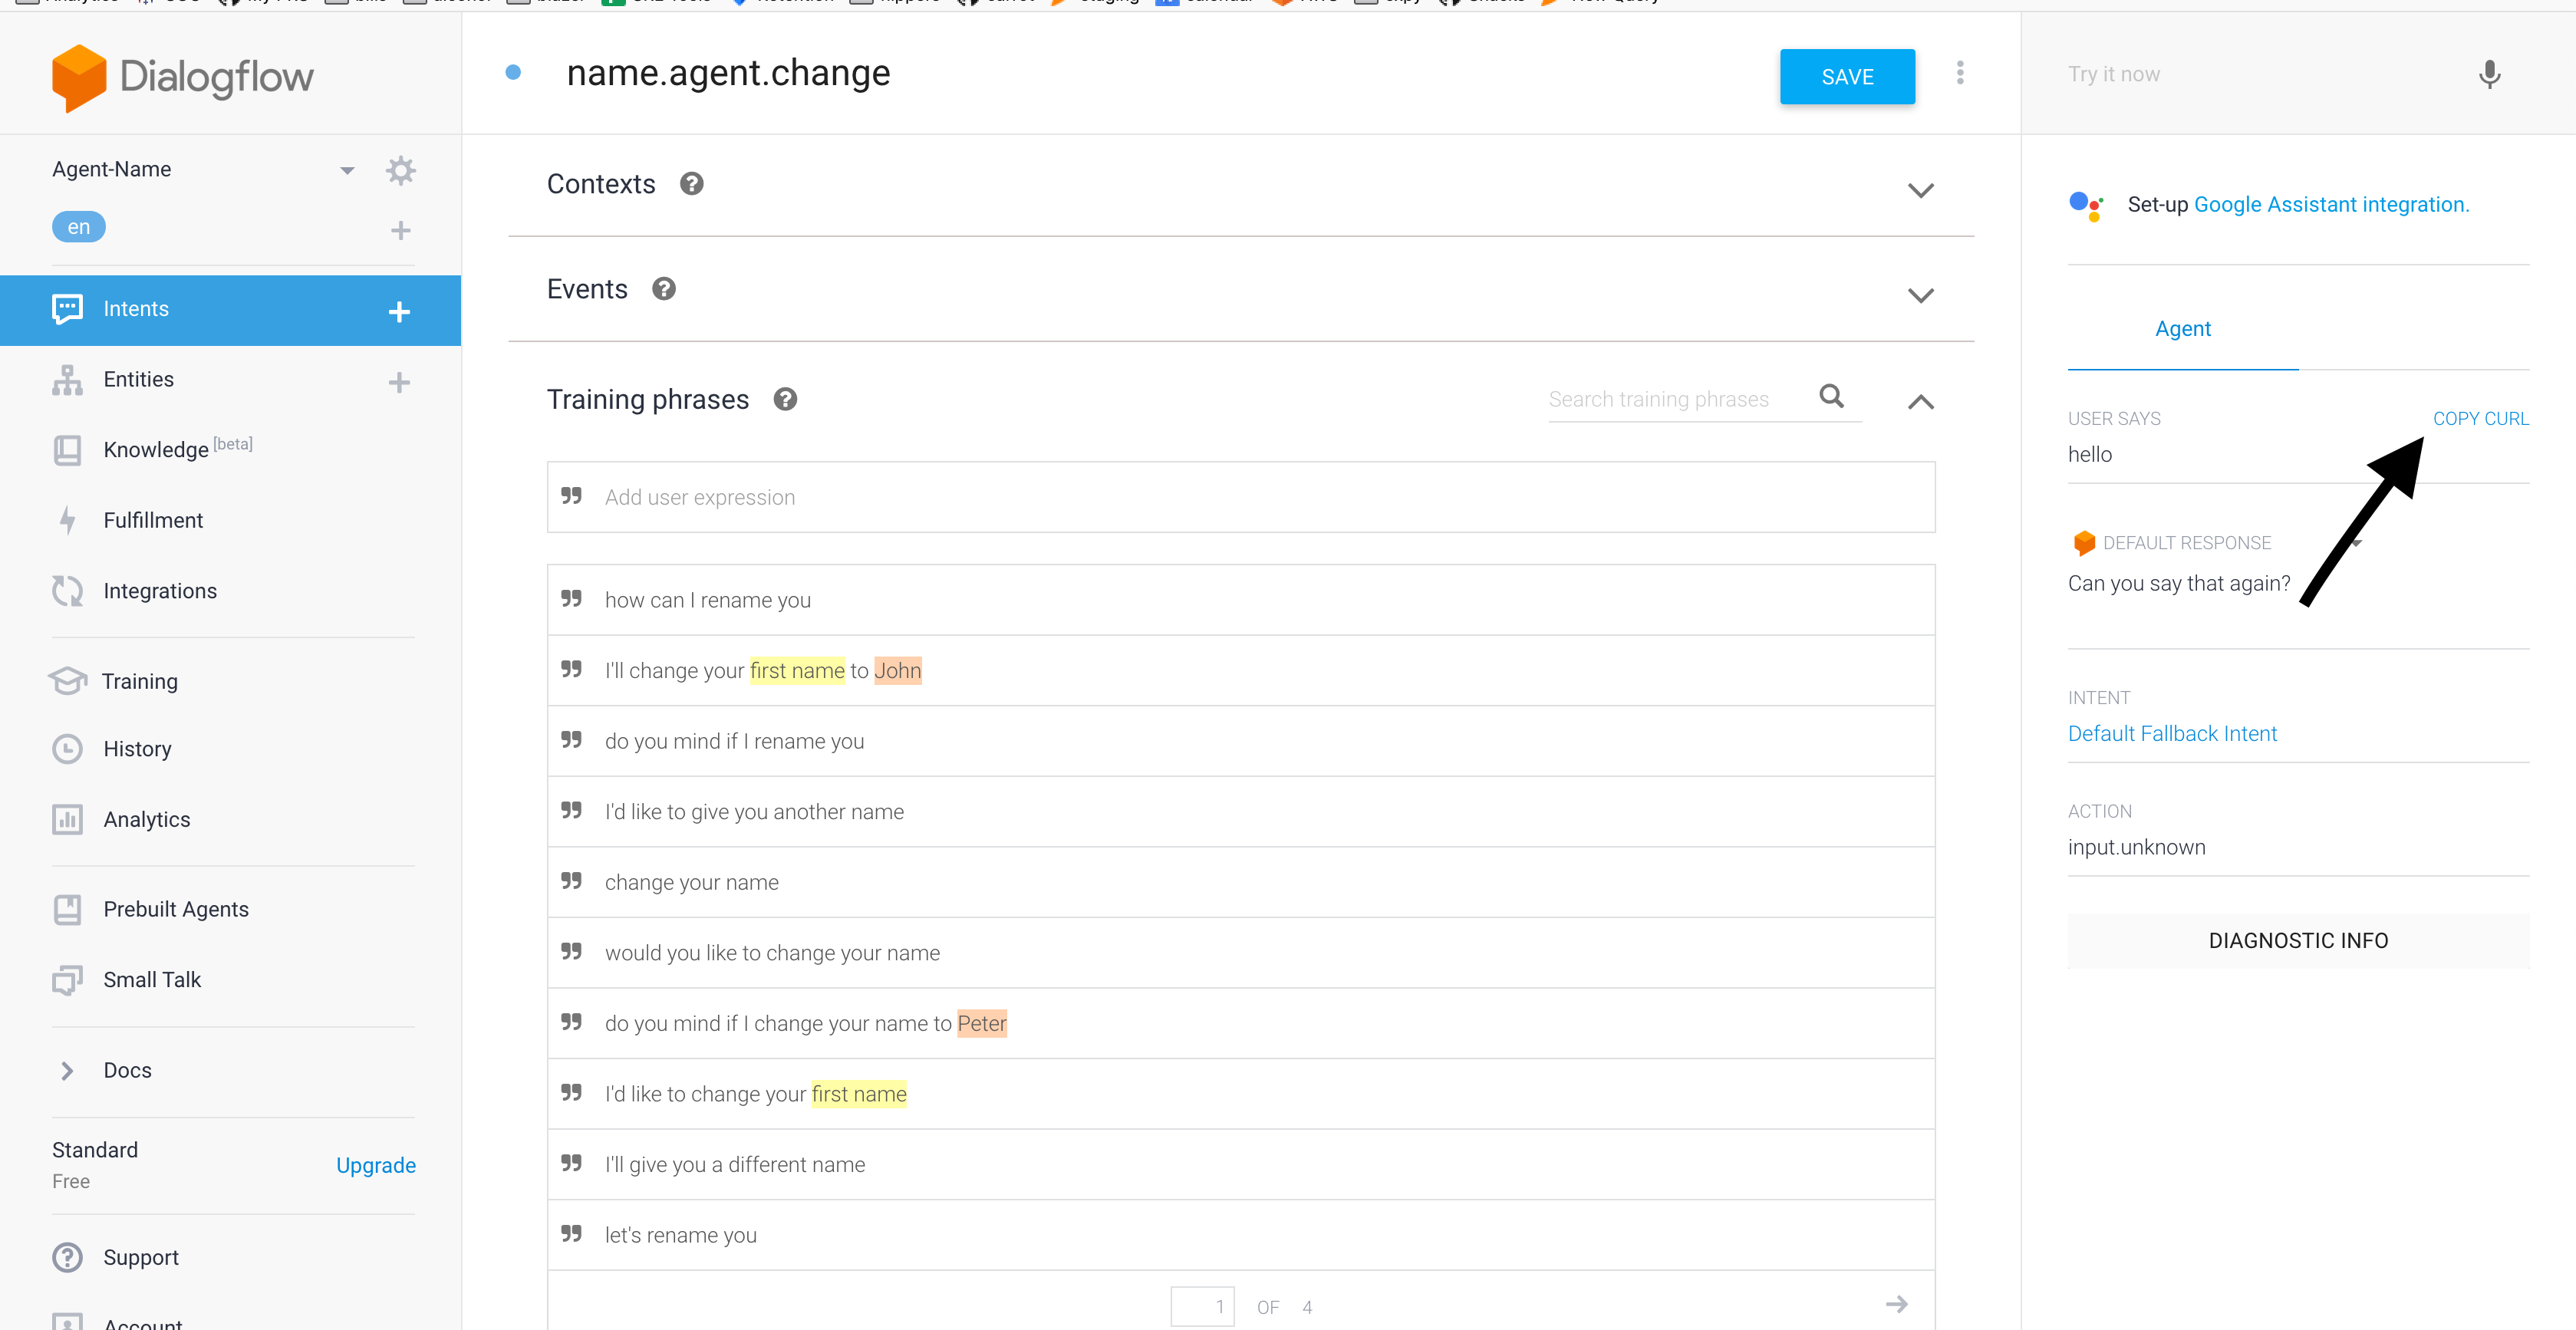 Dialogflow
Agent-Name
en
Intents
Entities
Knowledge [beta]
Fulfillment
Integrations
Training
History
Analytics
Prebuilt Agents
Small Talk
Docs
Standard
Free
Upgrade
Support
Account
name.agent.change
SAVE
Contexts
Events
Training phrases
Search training phrases
Add user expression
how can I rename you
I'll change your first name to John
do you mind if I rename you
I'd like to give you another name
change your name
would you like to change your name
do you mind if I change your name to Peter
I'd like to change your first name
I'll give you a different name
let's rename you
1 OF 4
Try it now
Set-up Google Assistant integration.
Agent
USER SAYS
COPY CURL
hello
DEFAULT RESPONSE
Can you say that again?
INTENT
Default Fallback Intent
ACTION
input.unknown
DIAGNOSTIC INFO